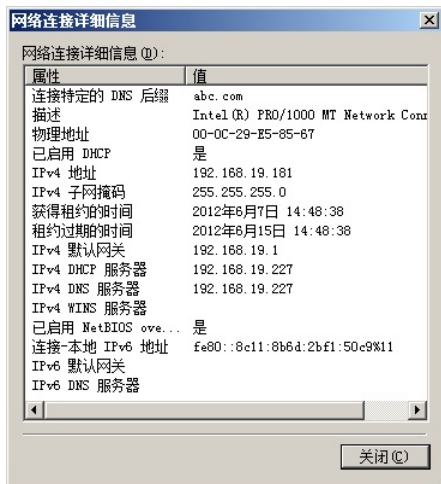 网络连接详细信息
网络连接详细信息(D):
属性 值
连接特定的 DNS 后缀 abc.com
描述 Intel(R) PRO/1000 MT Network Conn
物理地址 00-0C-29-E5-85-67
已启用 DHCP 是
IPv4 地址 192.168.19.181
IPv4 子网掩码 255.255.255.0
获得租约的时间 2012年6月7日 14:48:38
租约过期的时间 2012年6月15日 14:48:38
IPv4 默认网关 192.168.19.1
IPv4 DHCP 服务器 192.168.19.227
IPv4 DNS 服务器 192.168.19.227
IPv4 WINS 服务器
已启用 NetBIOS ove... 是
连接-本地 IPv6 地址 fe80::8c11:8b6d:2bf1:50c9%11
IPv6 默认网关
IPv6 DNS 服务器
关闭(C)